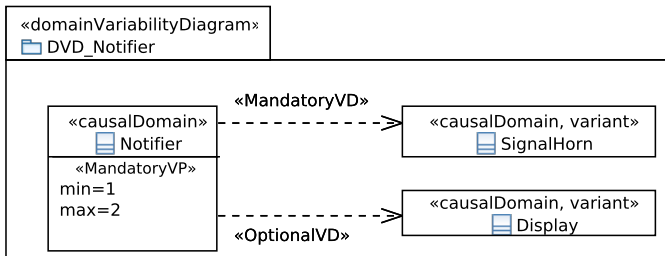 «domainVariabilityDiagram»
DVD_Notifier
«MandatoryVD»
«causalDomain»
Notifier
«causalDomain, variant»
SignalHorn
«MandatoryVP»
min=1
max=2
«causalDomain, variant»
Display
«OptionalVD»